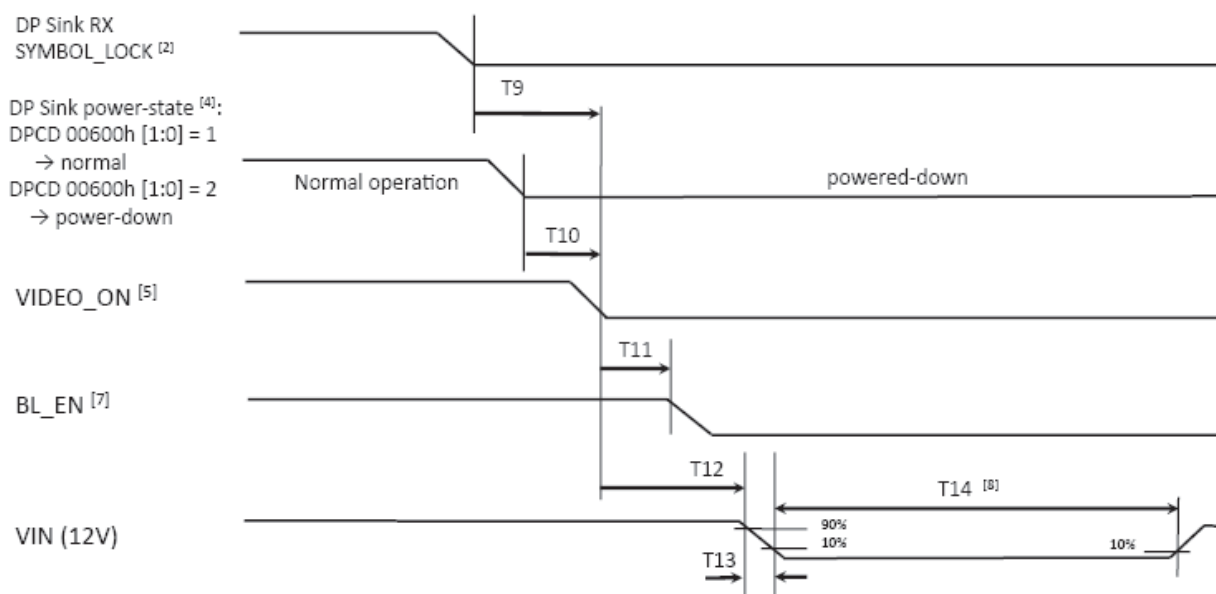 DP Sink RX
SYMBOL_LOCK [2]
T9
DP Sink power-state [4]:
DPCD 00600h [1:0] = 1
→ normal
DPCD 00600h [1:0] = 2
→ power-down
Normal operation
powered-down
T10
VIDEO_ON [5]
T11
BL_EN [7]
T12
T14 [8]
VIN (12V)
90%
10%
10%
T13